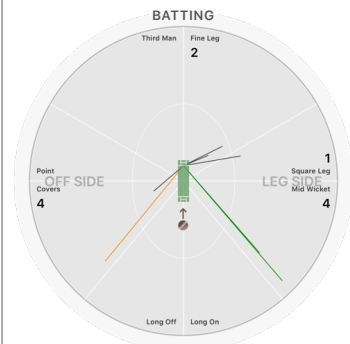 BATTING
Third Man Fine Leg
2
1
Point Square Leg
OFF SIDE LEG SIDE
Covers Mid Wicket
4 4
Long Off Long On